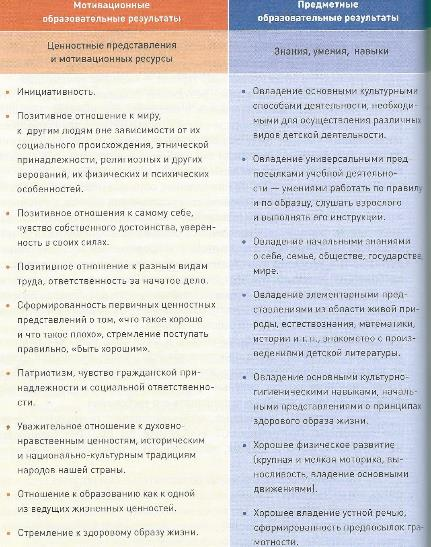 Мотивационные
образовательные результаты
Ценностные представления
и мотивационные ресурсы
• Инициативность.
• Позитивное отношение к миру,
к другим людям вне зависимости от их
социального происхождения, этнической
принадлежности, религиозных и других
верований, их физических и психических
особенностей.
• Позитивное отношения к самому себе,
чувство собственного достоинства, уверен-
ность в своих силах.
• Позитивное отношение к разным видам
труда, ответственность за начатое дело.
• Сформированность первичных ценностных
представлений о том, «что такое хорошо
и что такое плохо», стремление поступать
правильно, «быть хорошим».
• Патриотизм, чувство гражданской при-
надлежности и социальной ответственно-
сти.
• Уважительное отношение к духовно-
нравственным ценностям, историческим
и национально-культурным традициям
народов нашей страны.
• Отношение к образованию как к одной
из ведущих жизненных ценностей.
• Стремление к здоровому образу жизни.
Предметные
образовательные результаты
Знания, умения, навыки
• Овладение основными культурными
способами деятельности, необходи-
мыми для осуществления различных
видов детской деятельности.
• Овладение универсальными пред-
посылками учебной деятельно-
сти — умениями работать по правилу
и по образцу, слушать взрослого
и выполнять его инструкции.
• Овладение начальными знаниями
о себе, семье, обществе, государстве,
мире.
• Овладение элементарными пред-
ставлениями из области живой при-
роды, естествознания, математики,
истории и т. п., знакомство с произ-
ведениями детской литературы.
• Овладение основными культурно-
гигиеническими навыками, началь-
ными представлениями о принципах
здорового образа жизни.
• Хорошее физическое развитие
(крупная и мелкая моторика, вы-
носливость, владение основными
движениями).
• Хорошее владение устной речью,
сформированность предпосылок гра-
мотности.